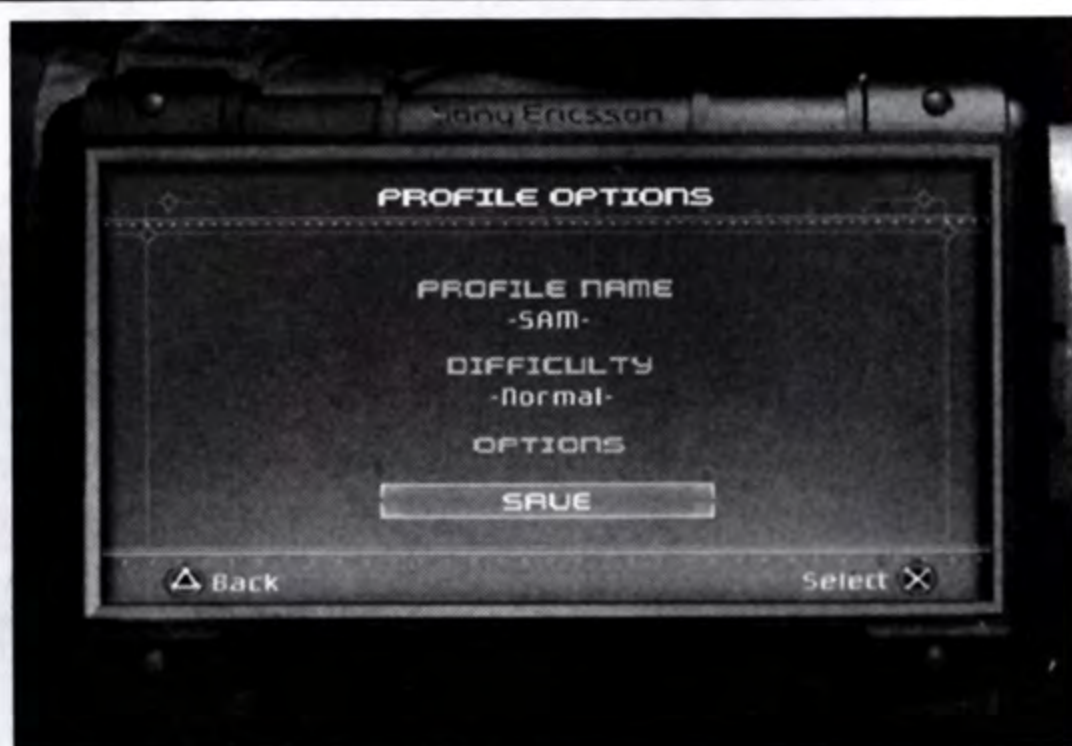 Sony Ericsson
PROFILE OPTIONS
PROFILE NAME
-SAM-
DIFFICULTY
-Normal-
OPTIONS
SAVE
Back
Select